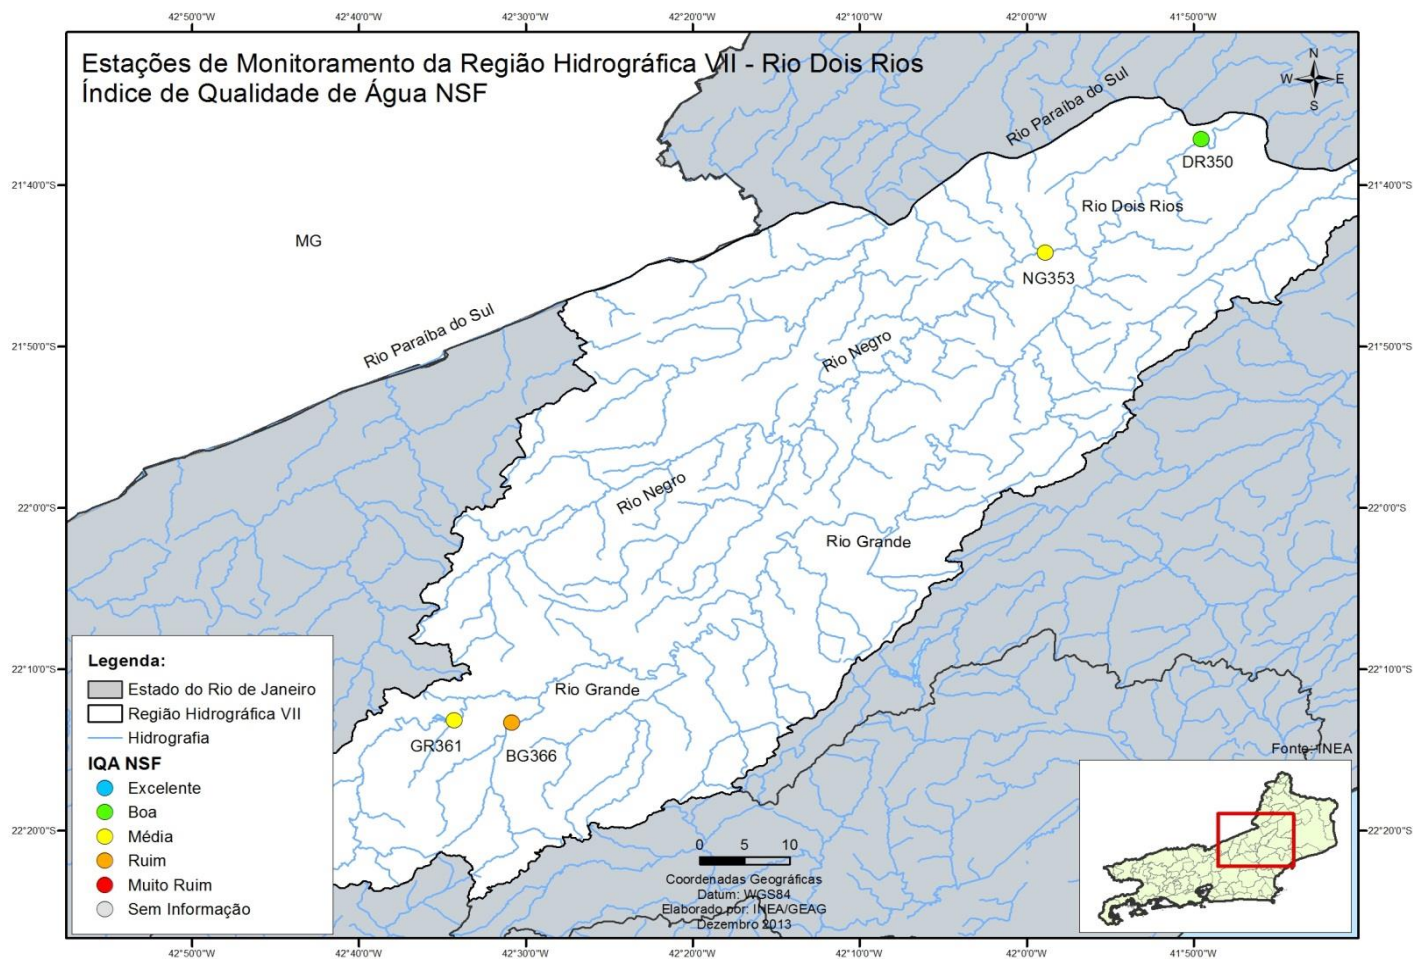 42°50'0"W 42°40'0"W 42°30'0"W 42°20'0"W 42°10'0"W 42°0'0"W 41°50'0"W
Estações de Monitoramento da Região Hidrográfica VII - Rio Dois Rios
Índice de Qualidade de Água NSF
N
W E
S
Rio Paraíba do Sul
DR350
21°40'0"S 21°40'0"S
Rio Dois Rios
MG
NG353
Rio Paraíba do Sul
Rio Negro
21°50'0"S 21°50'0"S
Rio Negro
22°0'0"S 22°0'0"S
Rio Grande
22°10'0"S 22°10'0"S
Rio Grande
GR361
BG366
Legenda:
Estado do Rio de Janeiro
Região Hidrográfica VII
Hidrografia
IQA NSF
Excelente
Boa
Média
Ruim
Muito Ruim
Sem Informação
Fonte: INEA
22°20'0"S 22°20'0"S
0 5 10
Coordenadas Geográficas
Datum: WGS84
Elaborado por: INEA/GEAG
Dezembro 2013
42°50'0"W 42°40'0"W 42°30'0"W 42°20'0"W 42°10'0"W 42°0'0"W 41°50'0"W